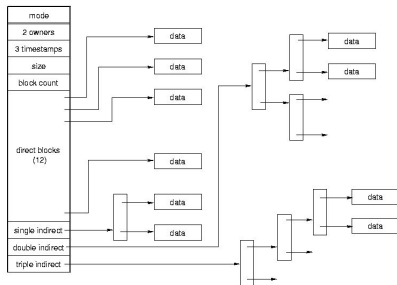 mode
2 owners
3 timestamps
size
block count
direct blocks
(12)
single indirect
double indirect
triple indirect
data
data
data
data
data
data
data
data
data
data